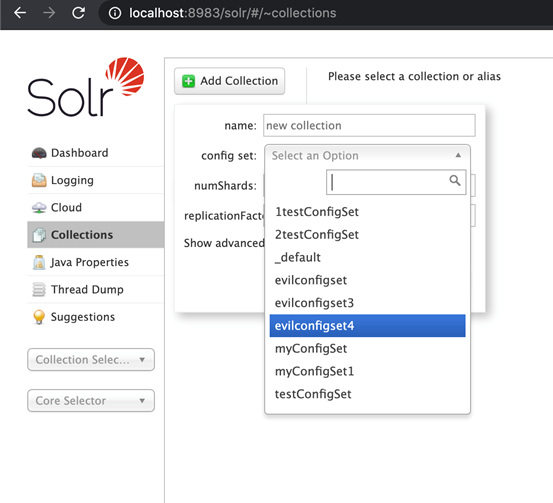 localhost:8983/solr/#/~collections
Solr
Dashboard
Logging
Cloud
Collections
Java Properties
Thread Dump
Suggestions
Collection Selec...
Core Selector
Add Collection
Please select a collection or alias
name: new collection
config set: Select an Option
numShards:
replicationFacto
Show advanced
1testConfigSet
2testConfigSet
_default
evilconfigset
evilconfigset3
evilconfigset4
myConfigSet
myConfigSet1
testConfigSet